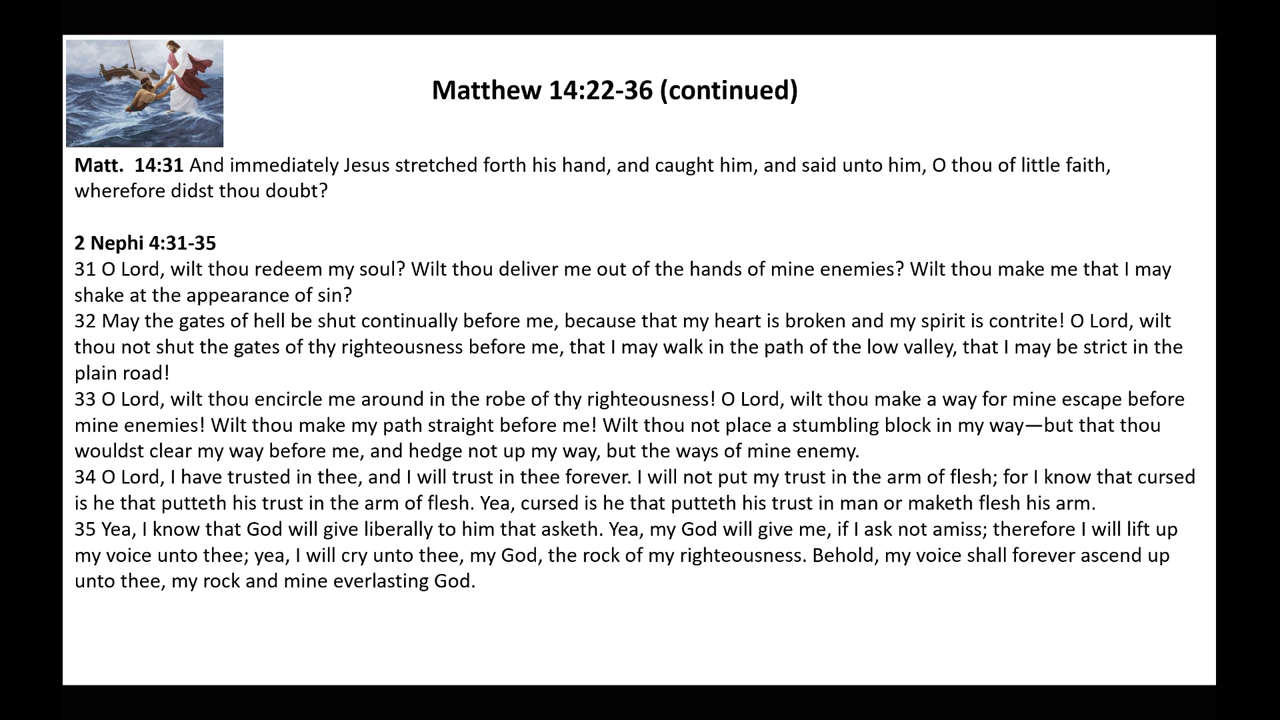 Matthew 14:22-36 (continued)
Matt.  14:31 And immediately Jesus stretched forth his hand, and caught him, and said unto him, O thou of little faith,
wherefore didst thou doubt?
2 Nephi 4:31-35
31 O Lord, wilt thou redeem my soul? Wilt thou deliver me out of the hands of mine enemies? Wilt thou make me that I may
shake at the appearance of sin?
32 May the gates of hell be shut continually before me, because that my heart is broken and my spirit is contrite! O Lord, wilt
thou not shut the gates of thy righteousness before me, that I may walk in the path of the low valley, that I may be strict in the
plain road!
33 O Lord, wilt thou encircle me around in the robe of thy righteousness! O Lord, wilt thou make a way for mine escape before
mine enemies! Wilt thou make my path straight before me! Wilt thou not place a stumbling block in my way—but that thou
wouldst clear my way before me, and hedge not up my way, but the ways of mine enemy.
34 O Lord, I have trusted in thee, and I will trust in thee forever. I will not put my trust in the arm of flesh; for I know that cursed
is he that putteth his trust in the arm of flesh. Yea, cursed is he that putteth his trust in man or maketh flesh his arm.
35 Yea, I know that God will give liberally to him that asketh. Yea, my God will give me, if I ask not amiss; therefore I will lift up
my voice unto thee; yea, I will cry unto thee, my God, the rock of my righteousness. Behold, my voice shall forever ascend up
unto thee, my rock and mine everlasting God.